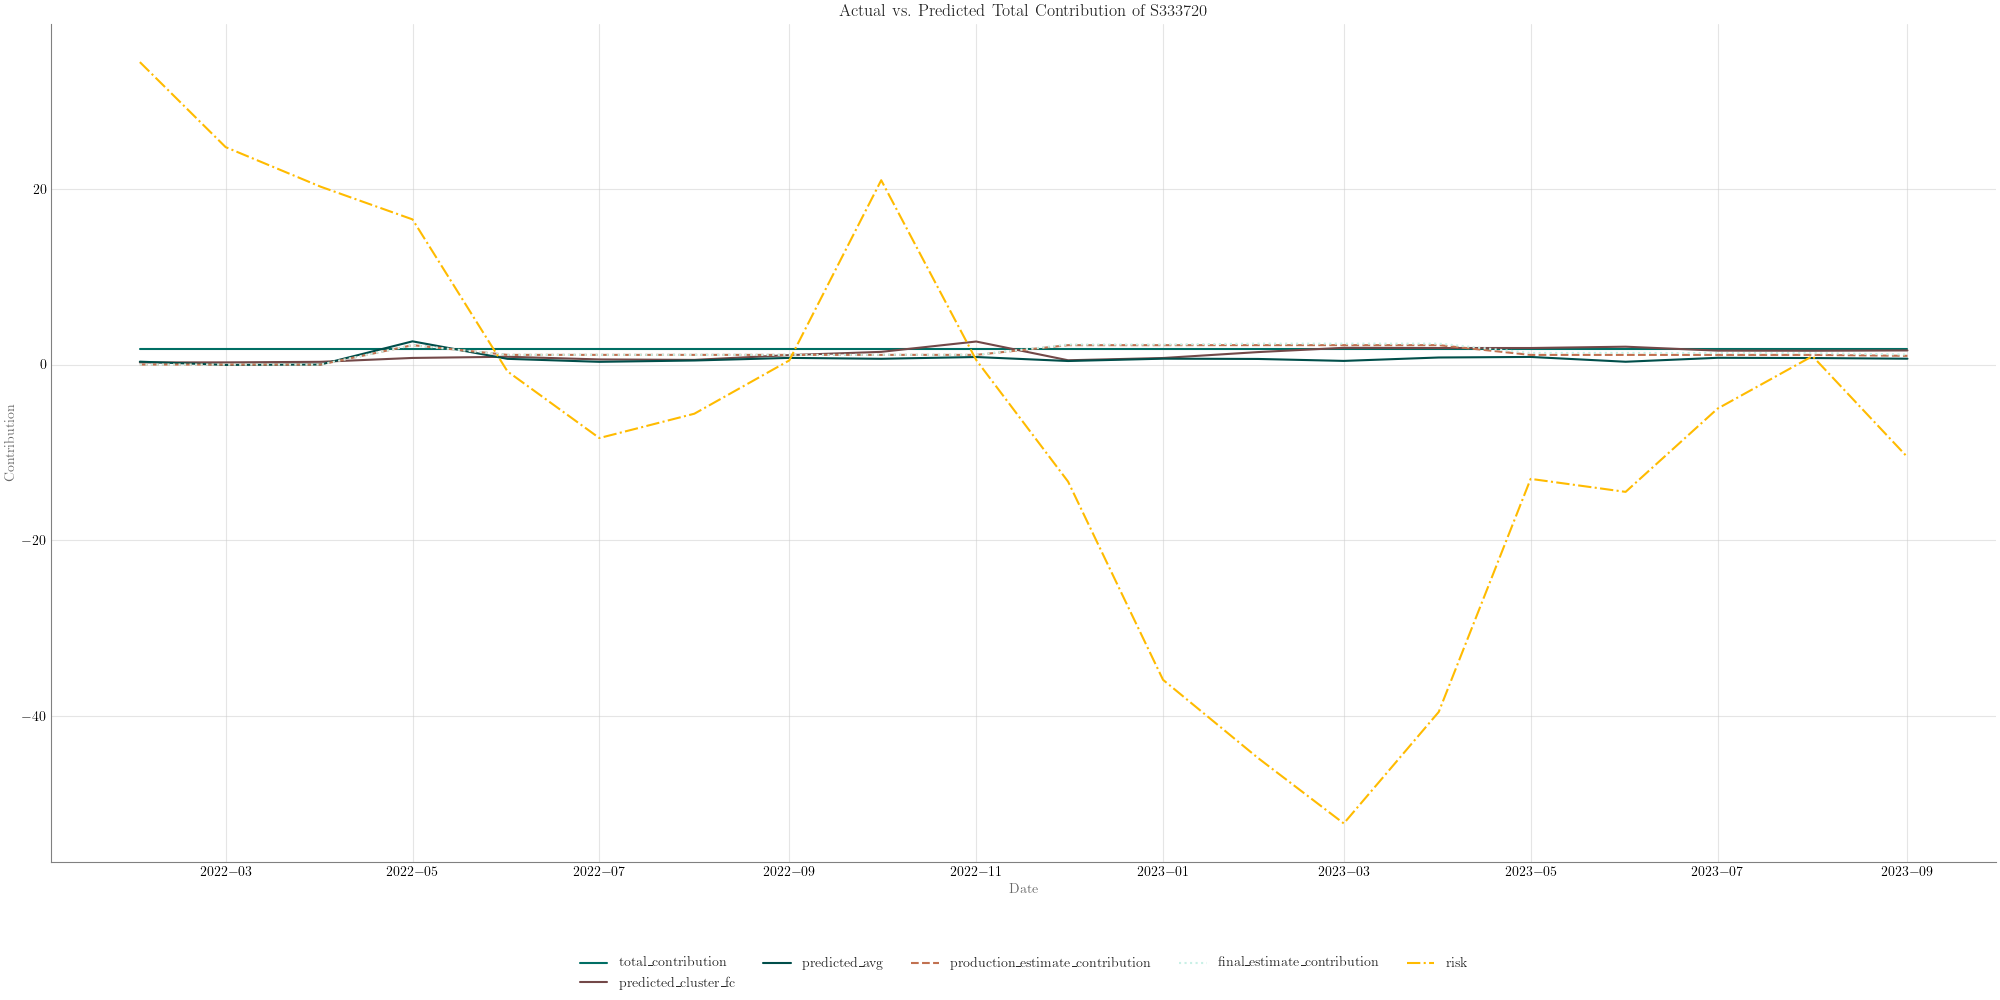 Actual vs. Predicted Total Contribution of S333720
Contribution
20
0
−20
−40
2022−03
2022−05
2022−07
2022−09
2022−11
2023−01
2023−03
2023−05
2023−07
2023−09
Date
total_contribution
predicted_cluster_fc
predicted_avg
production_estimate_contribution
final_estimate_contribution
risk